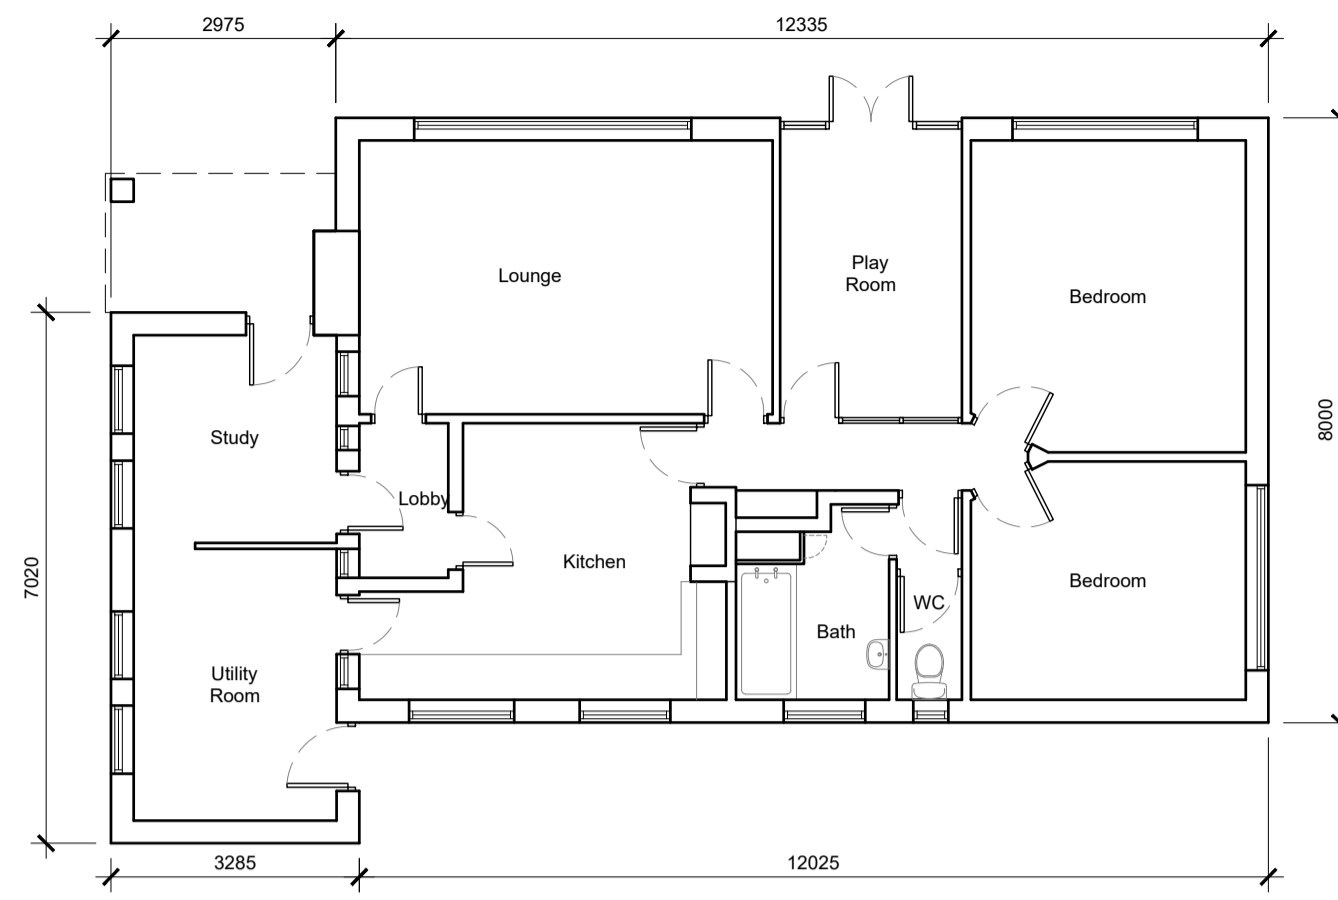 2975
12335
Lounge
Play
Room
Bedroom
8000
Study
Lobby
Kitchen
7020
Bedroom
WC
Bath
Utility
Room
3285
12025